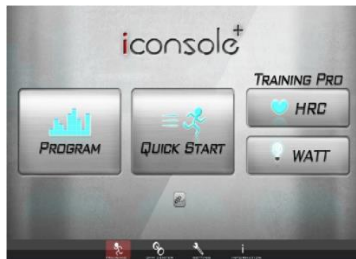 iconsole+
TRAINING PRO
PROGRAM
QUICK START
HRC
WATT